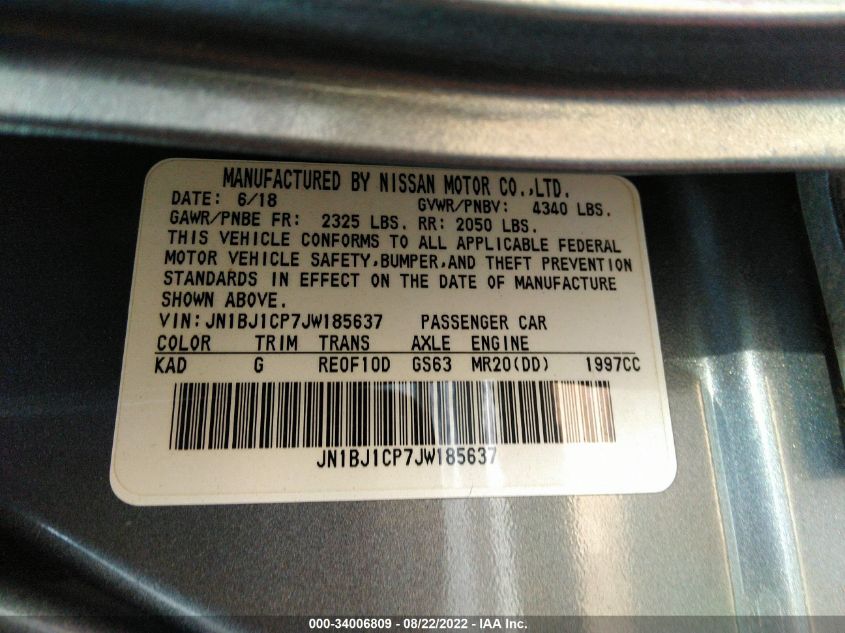 MANUFACTURED BY NISSAN MOTOR CO.,LTD.
DATE: 6/18 GVWR/PNBV: 4340 LBS.
GAWR/PNBE FR: 2325 LBS. RR: 2050 LBS.
THIS VEHICLE CONFORMS TO ALL APPLICABLE FEDERAL
MOTOR VEHICLE SAFETY,BUMPER,AND THEFT PREVENTION
STANDARDS IN EFFECT ON THE DATE OF MANUFACTURE
SHOWN ABOVE.
VIN:JN1BJ1CP7JW185637 PASSENGER CAR
COLOR TRIM TRANS AXLE ENGINE
KAD G RE0F10D GS63 MR20(DD) 1997CC
JN1BJ1CP7JW185637
000-34006809 - 08/22/2022 - IAA Inc.